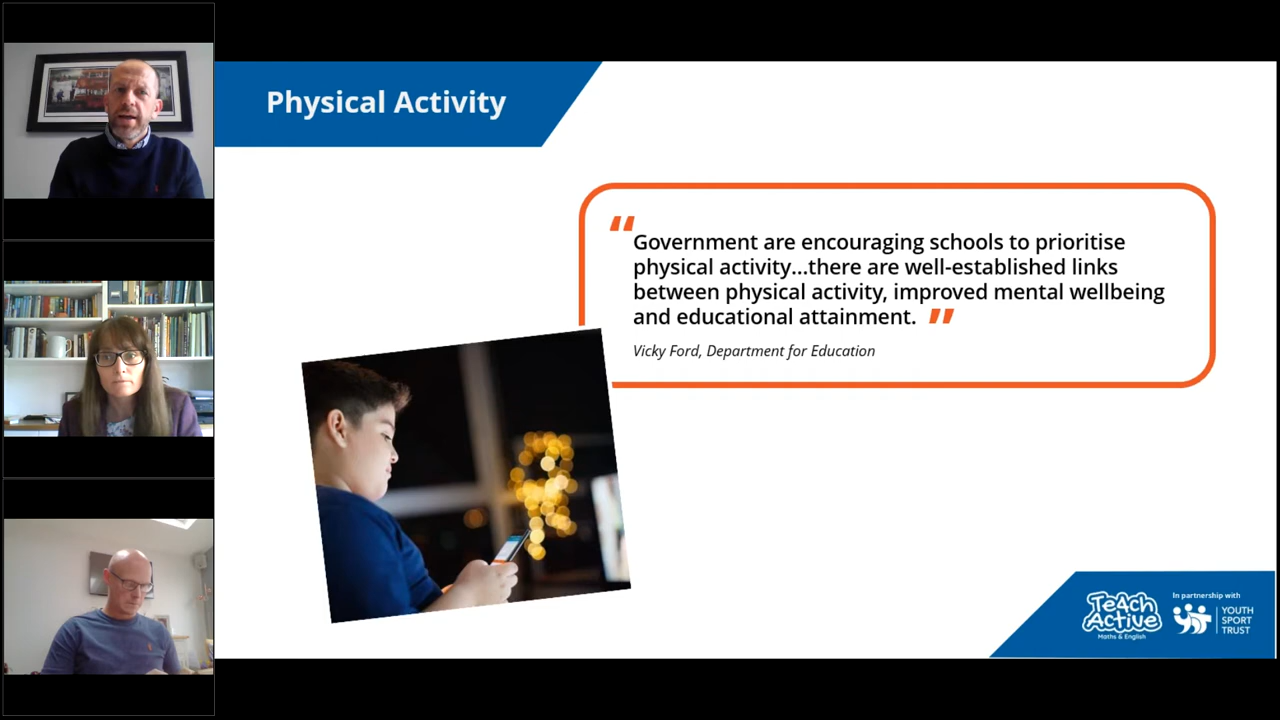 Physical Activity
“
Government are encouraging schools to prioritise
physical activity...there are well-established links
between physical activity, improved mental wellbeing
and educational attainment. ”
Vicky Ford, Department for Education
Teach
Active
Maths & English
In partnership with
YOUTH
SPORT
TRUST